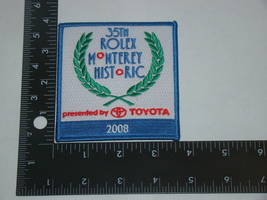 35TH
ROLEX
MONTEREY
HISTORIC
presented by TOYOTA
2008